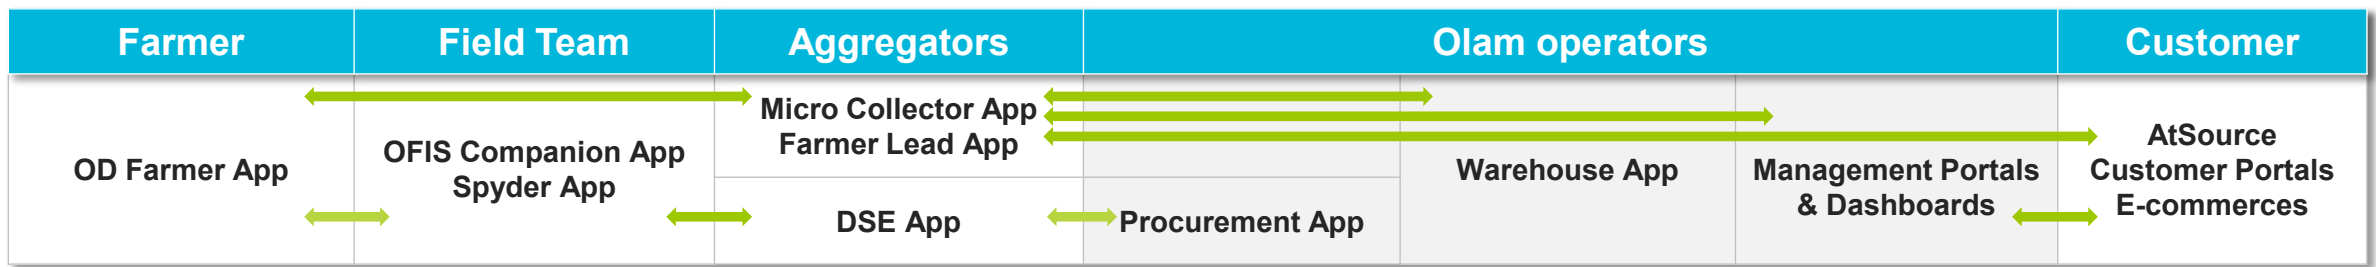 Farmer
Field Team
Aggregators
Olam operators
Customer
OD Farmer App
OFIS Companion App
Spyder App
Micro Collector App
Farmer Lead App
DSE App
Procurement App
Warehouse App
Management Portals
& Dashboards
AtSource
Customer Portals
E-commerces